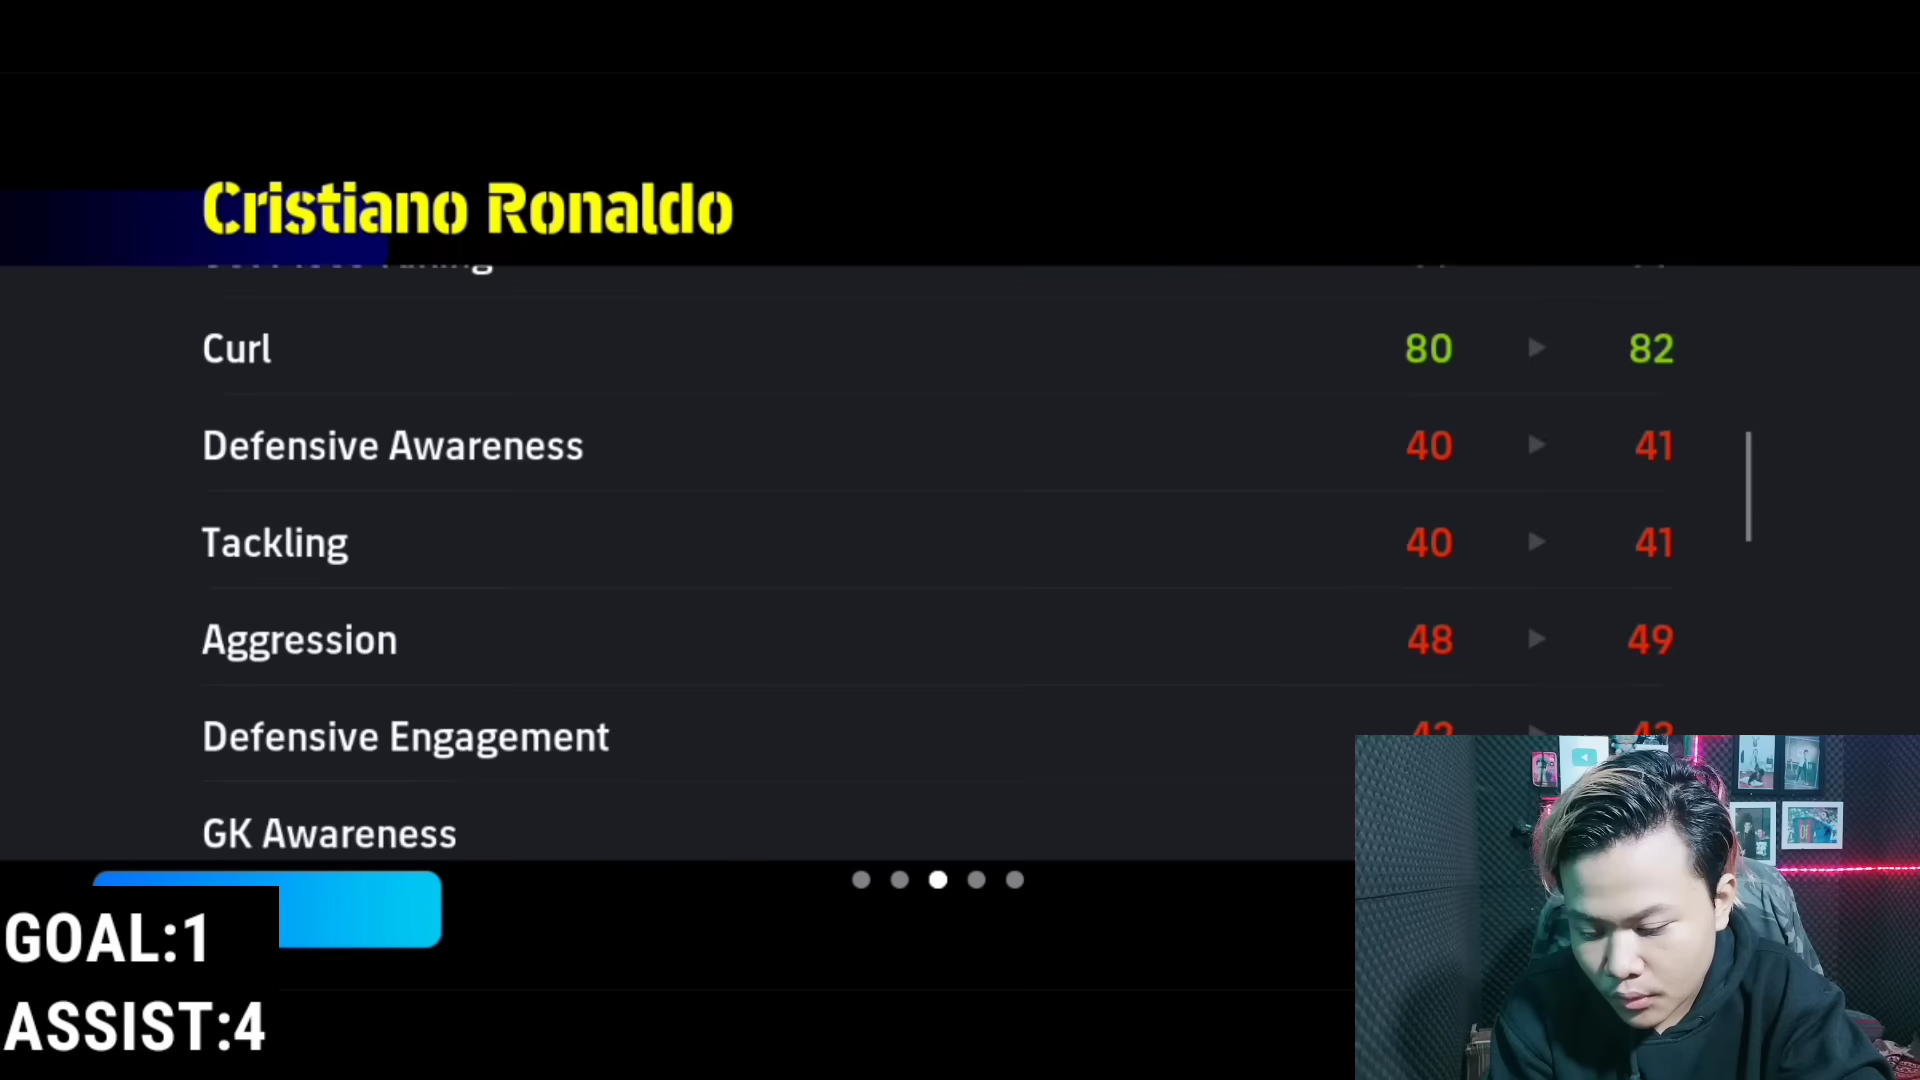 Cristiano Ronaldo
Curl 80 82
Defensive Awareness 40 41
Tackling 40 41
Aggression 48 49
Defensive Engagement
GK Awareness
GOAL:1
ASSIST:4